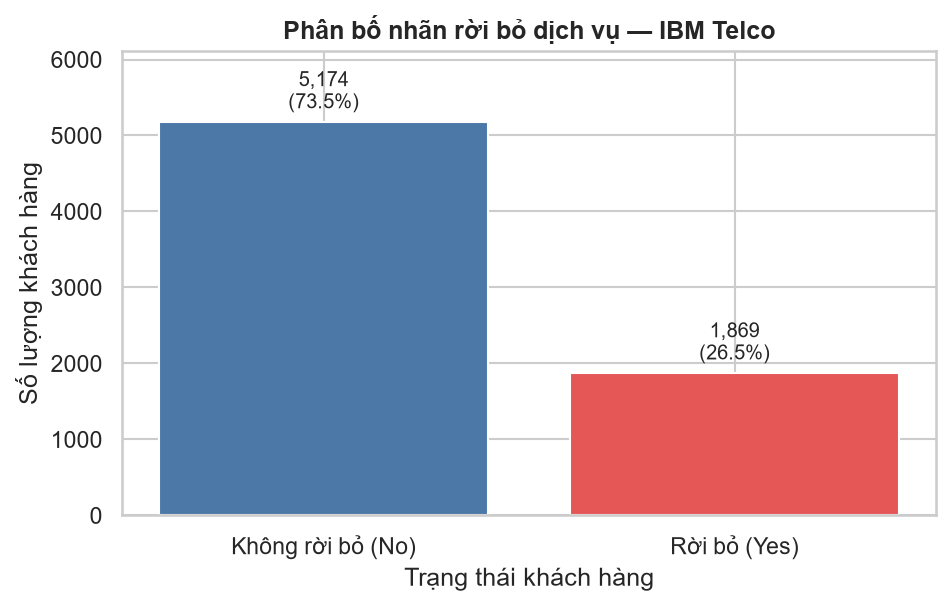 Phân bố nhãn rời bỏ dịch vụ — IBM Telco
Số lượng khách hàng
6000
5000
4000
3000
2000
1000
0
5,174
(73.5%)
1,869
(26.5%)
Không rời bỏ (No)
Rời bỏ (Yes)
Trạng thái khách hàng